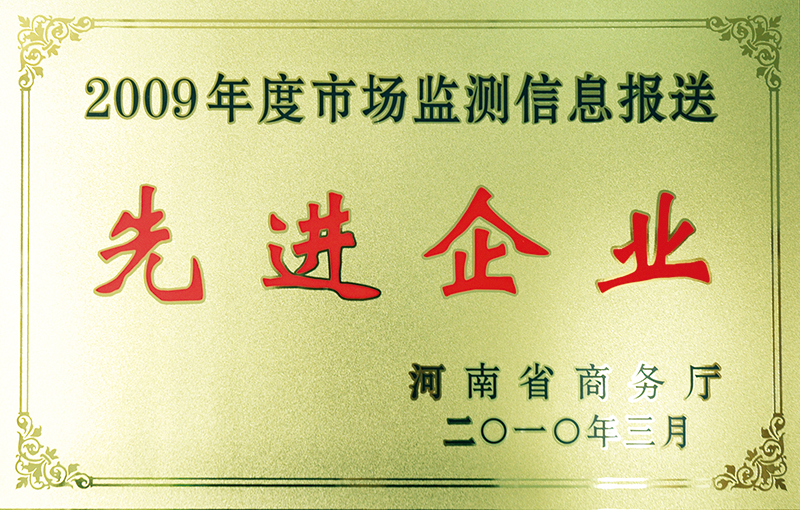 2009年度市场监测信息报送
先进企业
河南省商务厅
二〇一〇年三月